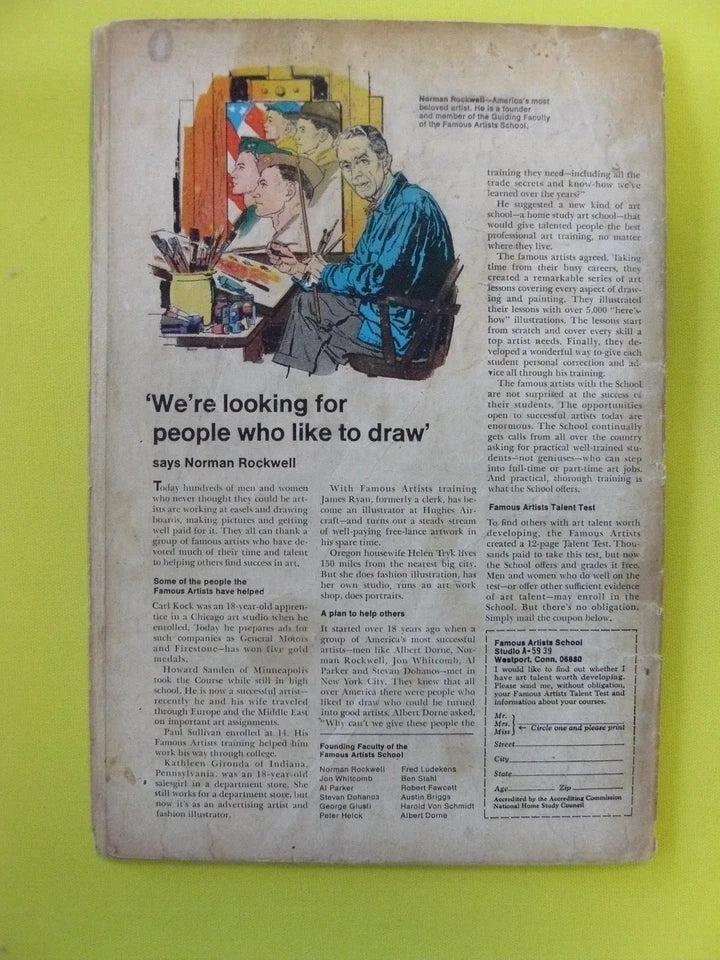 Norman Rockwell—America's most
beloved artist. He is a founder
and member of the Guiding Faculty
of the Famous Artists School.
'We're looking for
people who like to draw'
says Norman Rockwell
Today hundreds of men and women
who never thought they could be art-
ists are working at easels and drawing
boards, making pictures and getting
well paid for it. They all can thank a
group of famous artists who have de-
voted much of their time and talent
to helping others find success in art.
Some of the people the
Famous Artists have helped
Carl Kock was an 18-year-old appren-
tice in a Chicago art studio when he
enrolled. Today he prepares ads for
such companies as General Motors
and Firestone—has won five gold
medals.
Howard Sanden of Minneapolis
took the Course while still in high
school. He is now a successful artist—
recently he and his wife traveled
through Europe and the Middle East
on important art assignments.
Paul Sullivan enrolled at 14. His
Famous Artists training helped him
work his way through college.
Kathleen Gironda of Indiana,
Pennsylvania, was an 18-year-old
salesgirl in a department store. She
still works for a department store, but
now it's as an advertising artist and
fashion illustrator.
With Famous Artists training
James Ryan, formerly a clerk, has be-
come an illustrator at Hughes Air-
craft—and turns out a steady stream
of well-paying free-lance artwork in
his spare time.
Oregon housewife Helen Tryk lives
150 miles from the nearest big city.
But she does fashion illustration, has
her own studio, runs an art work
shop, does portraits.
A plan to help others
It started over 18 years ago when a
group of America's most successful
artists—men like Albert Dorne, Nor-
man Rockwell, Jon Whitcomb, Al
Parker and Stevan Dohanos—met in
New York City. They knew that all
over America there were people who
liked to draw who could be turned
into good artists. Albert Dorne asked,
"Why can't we give these people the
Founding Faculty of the
Famous Artists School
Norman Rockwell
Jon Whitcomb
Al Parker
Stevan Dohanos
George Giusti
Peter Helck
Fred Ludekens
Ben Stahl
Robert Fawcett
Austin Briggs
Harold Von Schmidt
Albert Dorne
training they need—including all the
trade secrets and know-how we've
learned over the years?"
He suggested a new kind of art
school—a home study art school—that
would give talented people the best
professional art training, no matter
where they live.
The famous artists agreed. Taking
time from their busy careers, they
created a remarkable series of art
lessons covering every aspect of draw-
ing and painting. They illustrated
their lessons with over 5,000 "here's-
how" illustrations. The lessons start
from scratch and cover every skill a
top artist needs. Finally, they de-
veloped a wonderful way to give each
student personal correction and ad-
vice all through his training.
The famous artists with the School
are not surprised at the success of
their students. The opportunities
open to successful artists today are
enormous. The School continually
gets calls from all over the country
asking for practical well-trained stu-
dents—not geniuses—who can step
into full-time or part-time art jobs.
And practical, thorough training is
what the School offers.
Famous Artists Talent Test
To find others with art talent worth
developing, the Famous Artists
created a 12-page Talent Test. Thou-
sands paid to take this test, but now
the School offers and grades it free.
Men and women who do well on the
test—or offer other sufficient evidence
of art talent—may enroll in the
School. But there's no obligation.
Simply mail the coupon below.
Famous Artists School
Studio A-59 39
Westport, Conn. 06880
I would like to find out whether I
have art talent worth developing.
Please send me, without obligation,
your Famous Artists Talent Test and
information about your courses.
Mr.
Mrs. ← Circle one and please print
Miss
Street
City
State
Age Zip
Accredited by the Accrediting Commission
National Home Study Council